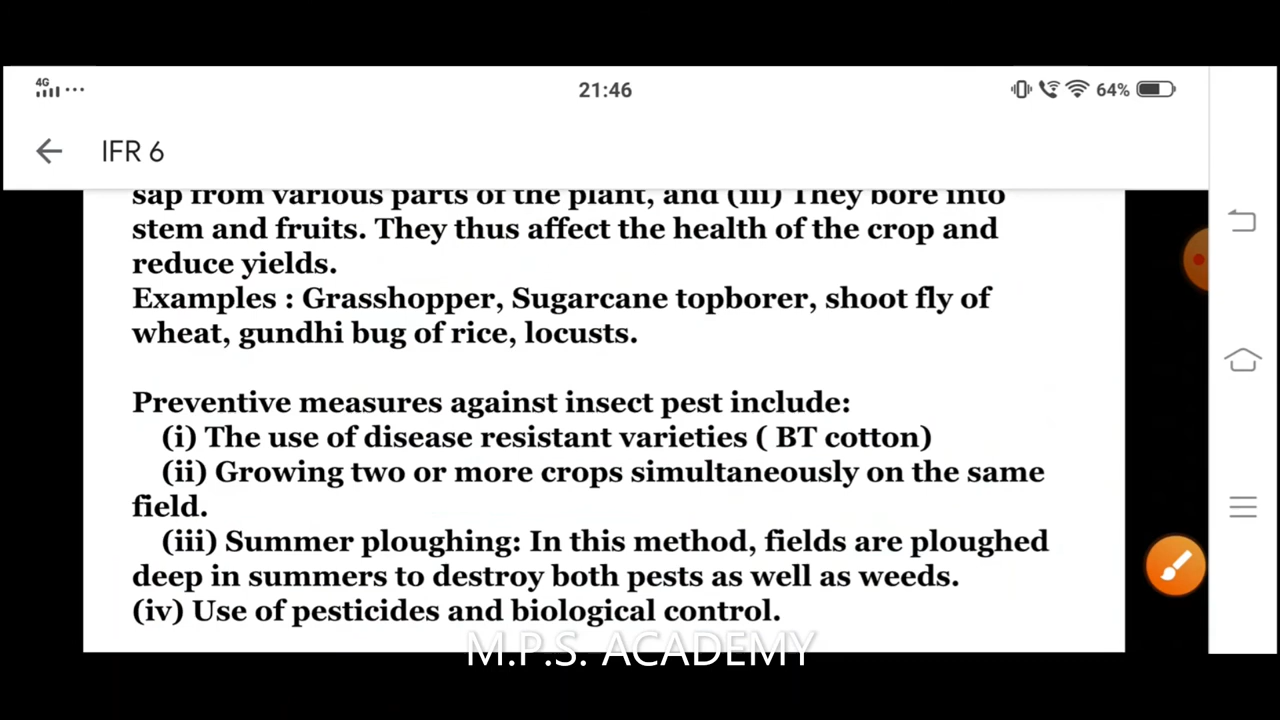 4G
21:46
64%
IFR 6
sap from various parts of the plant, and (iii) They bore into
stem and fruits. They thus affect the health of the crop and
reduce yields.
Examples : Grasshopper, Sugarcane topborer, shoot fly of
wheat, gundhi bug of rice, locusts.
Preventive measures against insect pest include:
(i) The use of disease resistant varieties ( BT cotton)
(ii) Growing two or more crops simultaneously on the same
field.
(iii) Summer ploughing: In this method, fields are ploughed
deep in summers to destroy both pests as well as weeds.
(iv) Use of pesticides and biological control.
M.P.S. ACADEMY